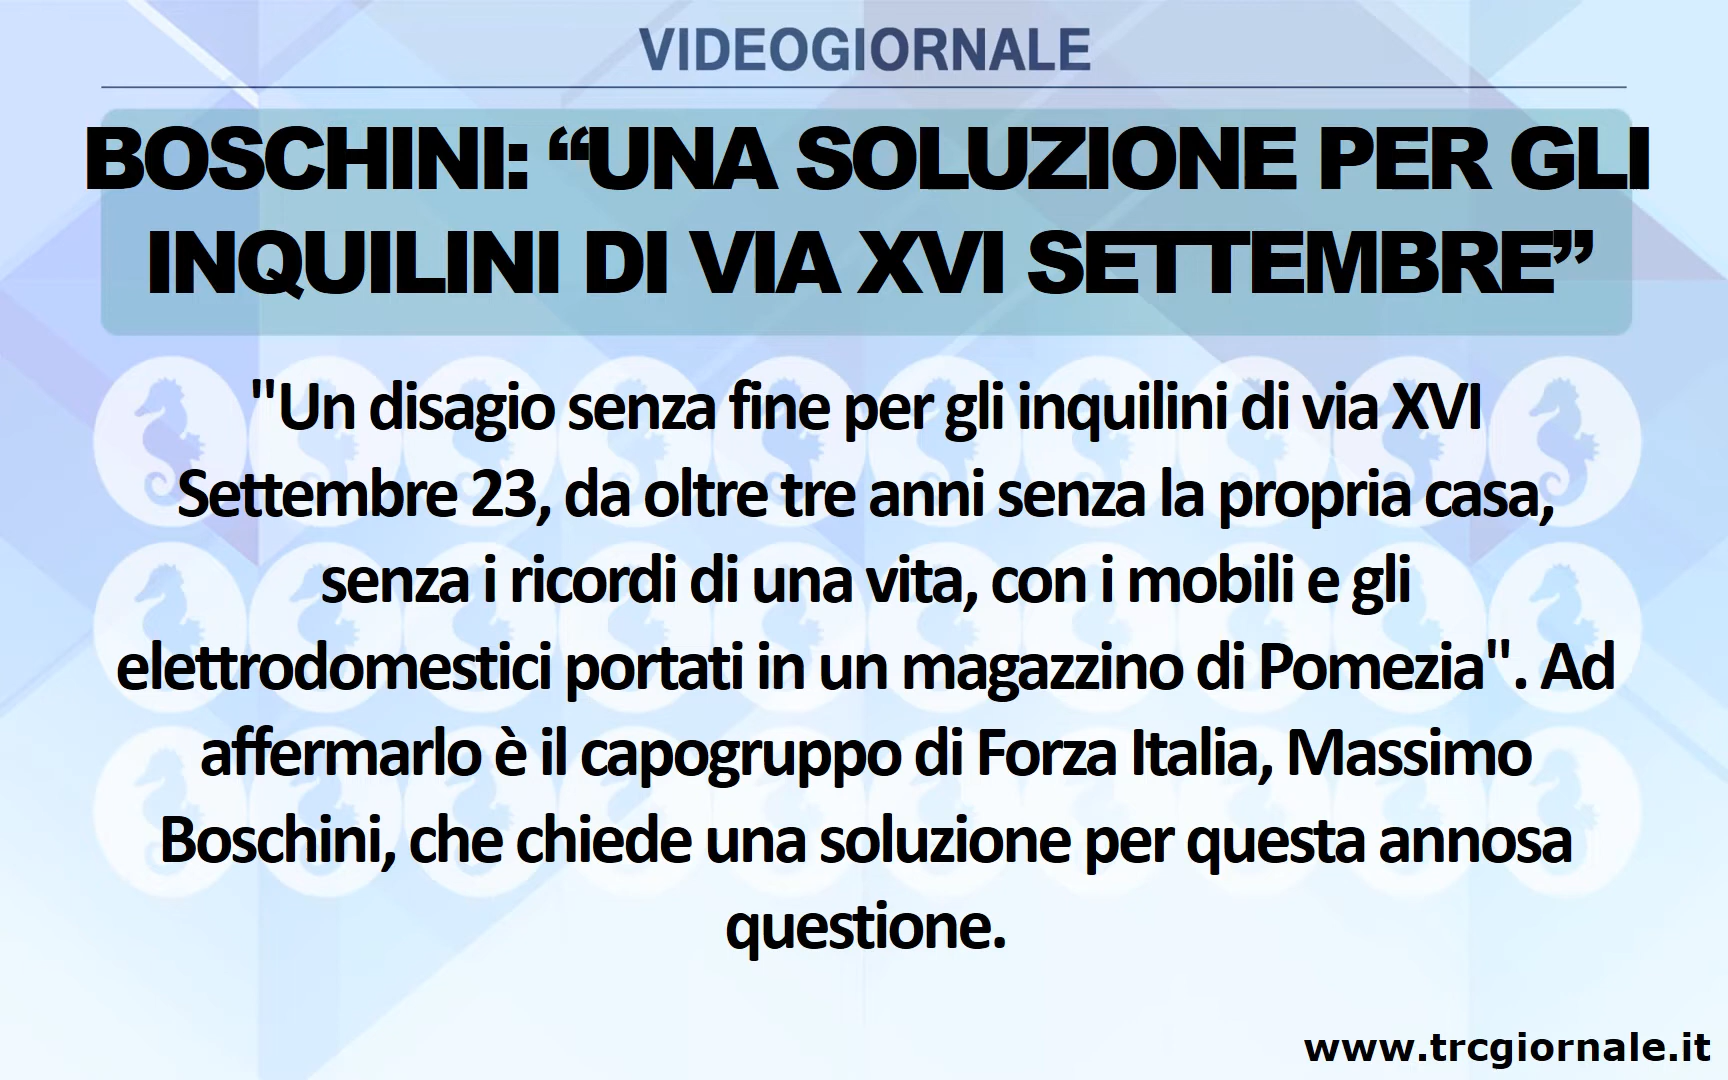 VIDEOGIORNALE
BOSCHINI: “UNA SOLUZIONE PER GLI
INQUILINI DI VIA XVI SETTEMBRE”
"Un disagio senza fine per gli inquilini di via XVI
Settembre 23, da oltre tre anni senza la propria casa,
senza i ricordi di una vita, con i mobili e gli
elettrodomestici portati in un magazzino di Pomezia". Ad
affermarlo è il capogruppo di Forza Italia, Massimo
Boschini, che chiede una soluzione per questa annosa
questione.
www.trcgiornale.it